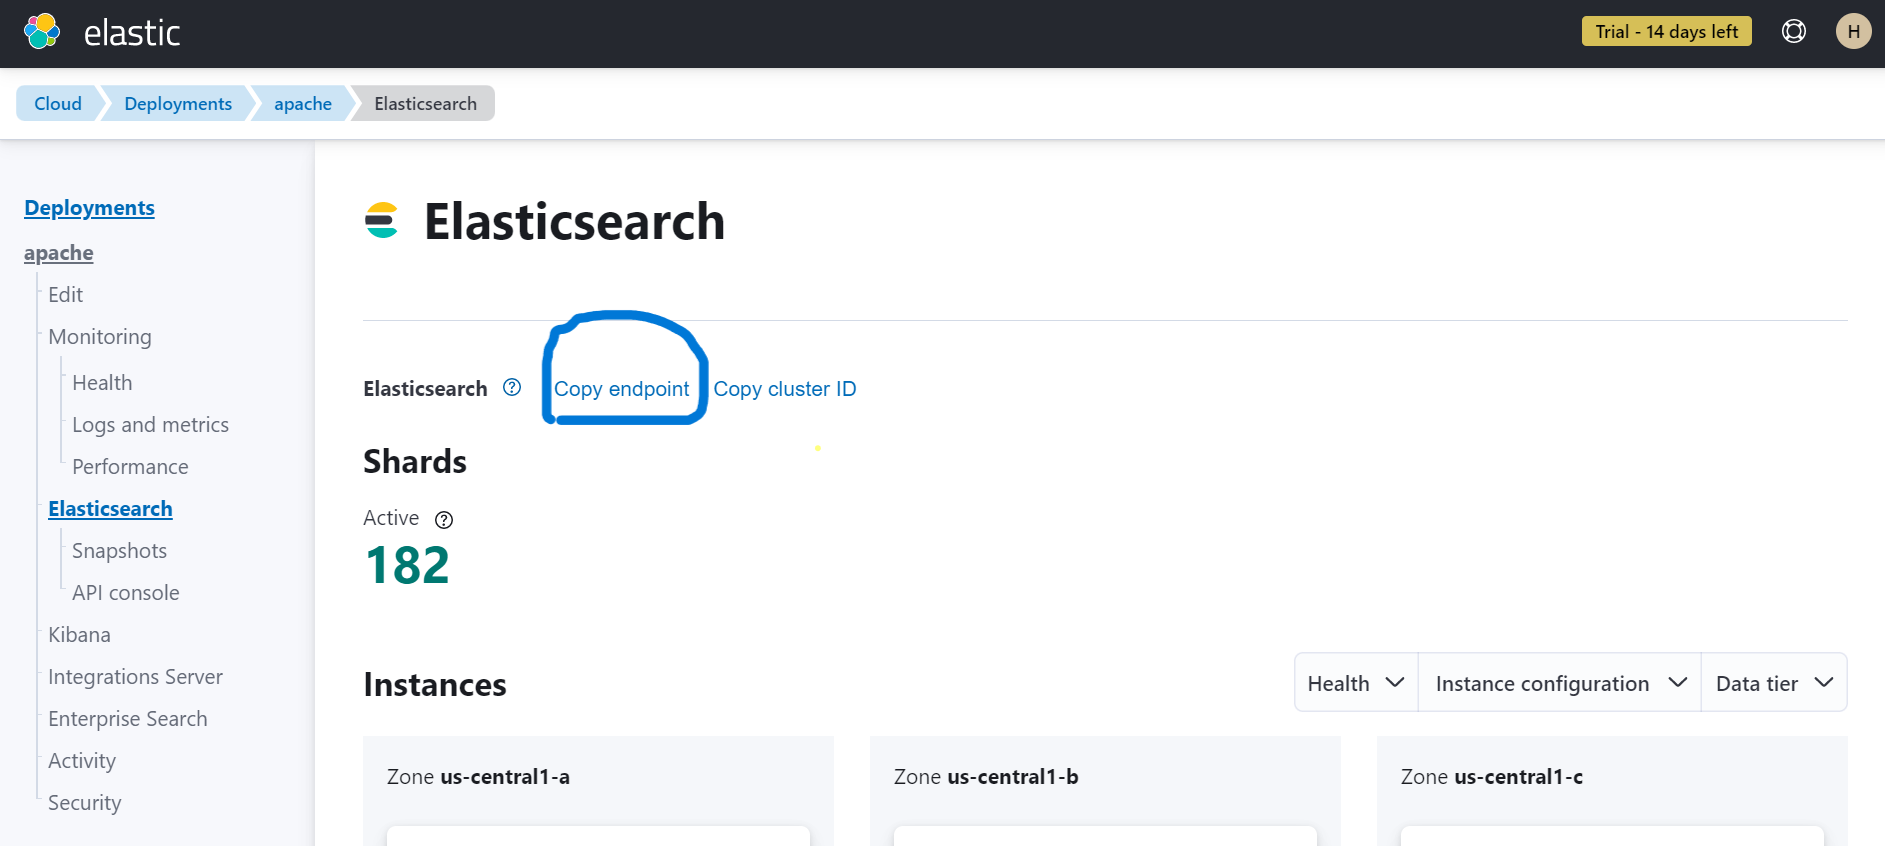 elastic
Trial - 14 days left
H
Cloud
Deployments
apache
Elasticsearch
Deployments
apache
Edit
Monitoring
Health
Logs and metrics
Performance
Elasticsearch
Snapshots
API console
Kibana
Integrations Server
Enterprise Search
Activity
Security
Elasticsearch
Elasticsearch ? Copy endpoint Copy cluster ID
Shards
Active ?
182
Instances
Health
Instance configuration
Data tier
Zone us-central1-a
Zone us-central1-b
Zone us-central1-c